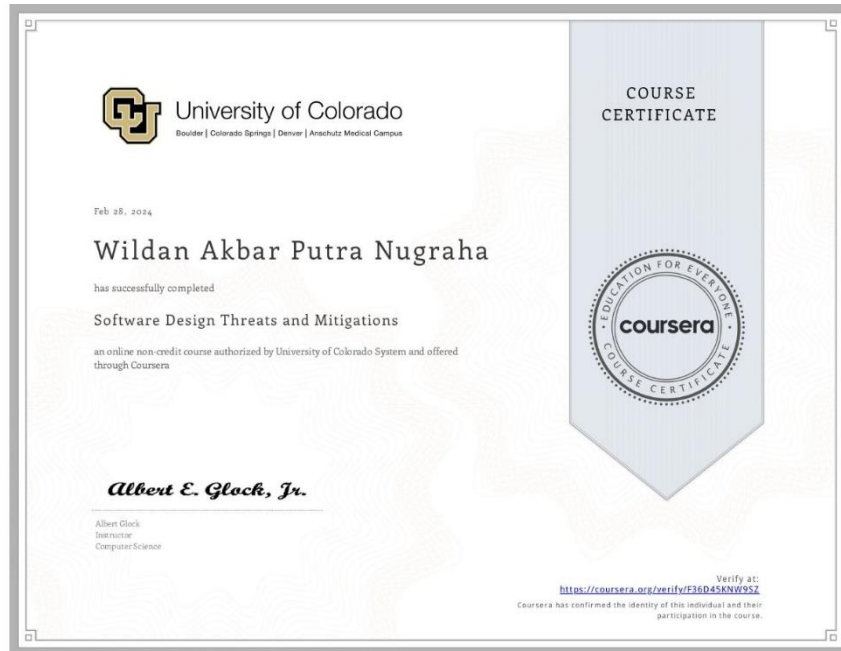 University of Colorado
Boulder | Colorado Springs | Denver | Anschutz Medical Campus
COURSE
CERTIFICATE
Feb 28, 2024
Wildan Akbar Putra Nugraha
has successfully completed
Software Design Threats and Mitigations
an online non-credit course authorized by University of Colorado System and offered
through Coursera
EDUCATION FOR EVERYONE
coursera
COURSE CERTIFICATE
Albert E. Glock, Jr.
Albert Glock
Instructor
Computer Science
Verify at:
https://coursera.org/verify/F36D45KNW9SZ
Coursera has confirmed the identity of this individual and their
participation in the course.